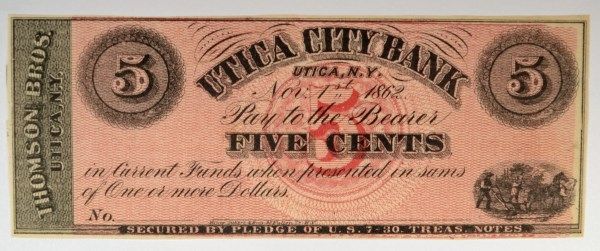 THOMSON BROS.
UTICA, N.Y.
5
UTICA CITY BANK
5
UTICA, N.Y.
Nov. 1st, 1862
Pay to the Bearer
5
FIVE CENTS
in Current Funds when presented in sums
of One or more Dollars.
No.
SECURED BY PLEDGE OF U.S. 7-30. TREAS. NOTES